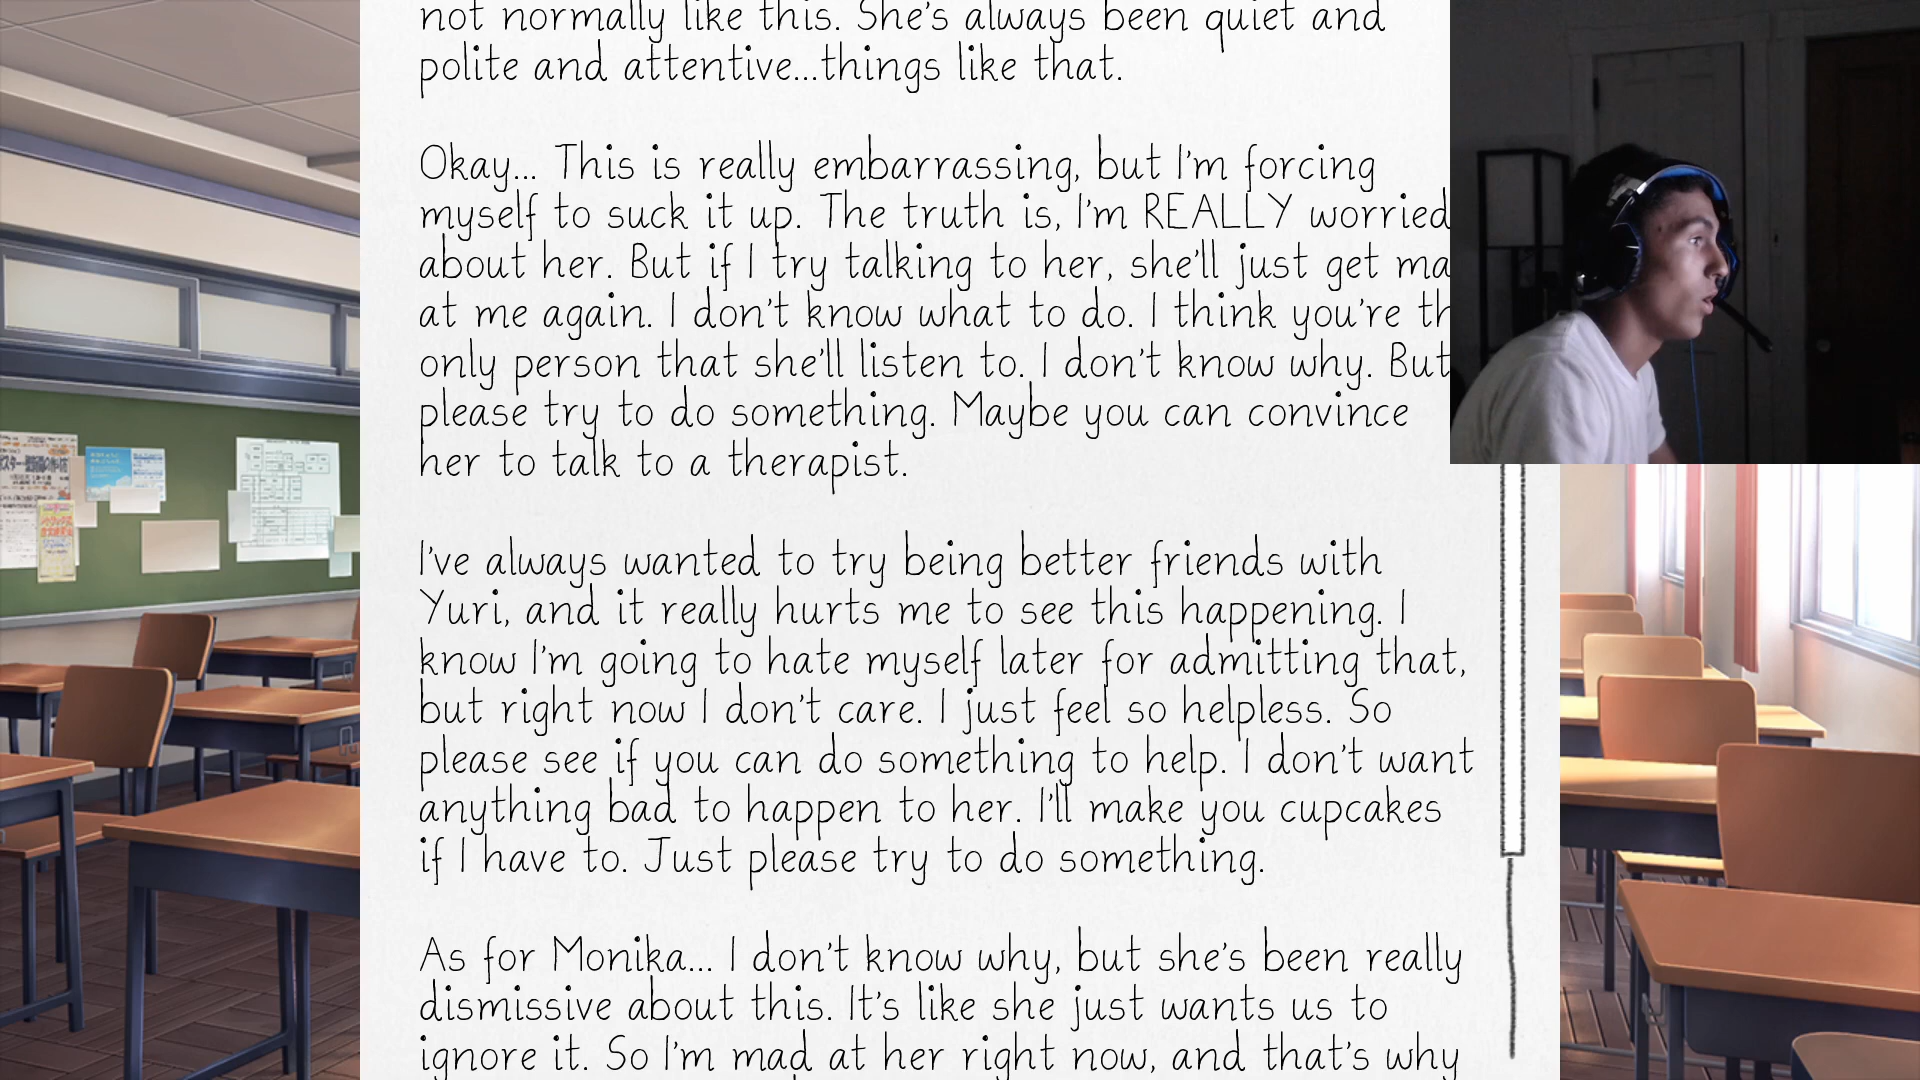 not normally like this. She's always been quiet and
polite and attentive...things like that.
Okay... This is really embarrassing, but I'm forcing
myself to suck it up. The truth is, I'm REALLY worried
about her. But if I try talking to her, she'll just get ma
at me again. I don't know what to do. I think you're th
only person that she'll listen to. I don't know why. But
please try to do something. Maybe you can convince
her to talk to a therapist.
I've always wanted to try being better friends with
Yuri, and it really hurts me to see this happening. I
know I'm going to hate myself later for admitting that,
but right now I don't care. I just feel so helpless. So
please see if you can do something to help. I don't want
anything bad to happen to her. I'll make you cupcakes
if I have to. Just please try to do something.
As for Monika... I don't know why, but she's been really
dismissive about this. It's like she just wants us to
ignore it. So I'm mad at her right now, and that's why